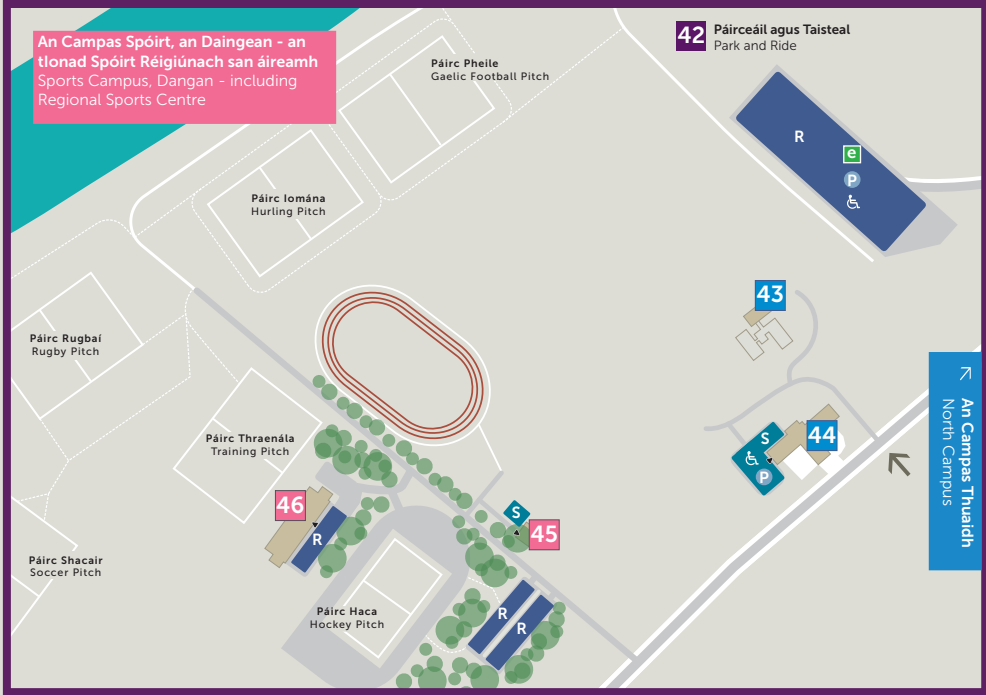 An Campas Spóirt, an Daingean - an
tIonad Spóirt Réigiúnach san áireamh
Sports Campus, Dangan - including
Regional Sports Centre
42 Páirceáil agus Taisteal
Park and Ride
Páirc Pheile
Gaelic Football Pitch
R
e
P
Páirc Iomána
Hurling Pitch
43
Páirc Rugbaí
Rugby Pitch
An Campas Thuaidh
North Campus
44
S
P
Páirc Thraenála
Training Pitch
46
R
S
45
Páirc Shacair
Soccer Pitch
Páirc Haca
Hockey Pitch
R
R